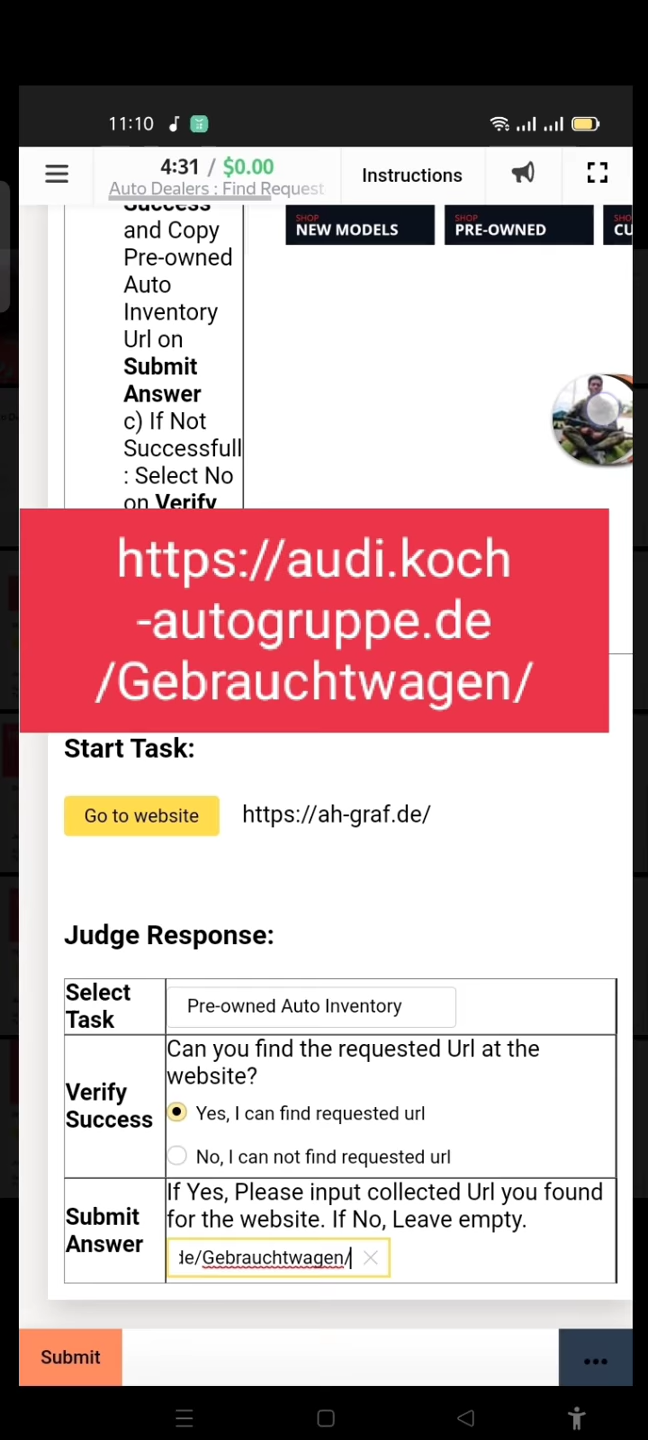 11:10
4:31 / $0.00
Auto Dealers : Find Request
Instructions
Success
and Copy
Pre-owned
Auto
Inventory
Url on
Submit
Answer
c) If Not
Successfull
: Select No
on Verify
SHOP
NEW MODELS
SHOP
PRE-OWNED
SHO
CU
https://audi.koch
-autogruppe.de
/Gebrauchtwagen/
Start Task:
Go to website
https://ah-graf.de/
Judge Response:
Select
Task
Pre-owned Auto Inventory
Verify
Success
Can you find the requested Url at the
website?
Yes, I can find requested url
No, I can not find requested url
Submit
Answer
If Yes, Please input collected Url you found
for the website. If No, Leave empty.
de/Gebrauchtwagen/
Submit